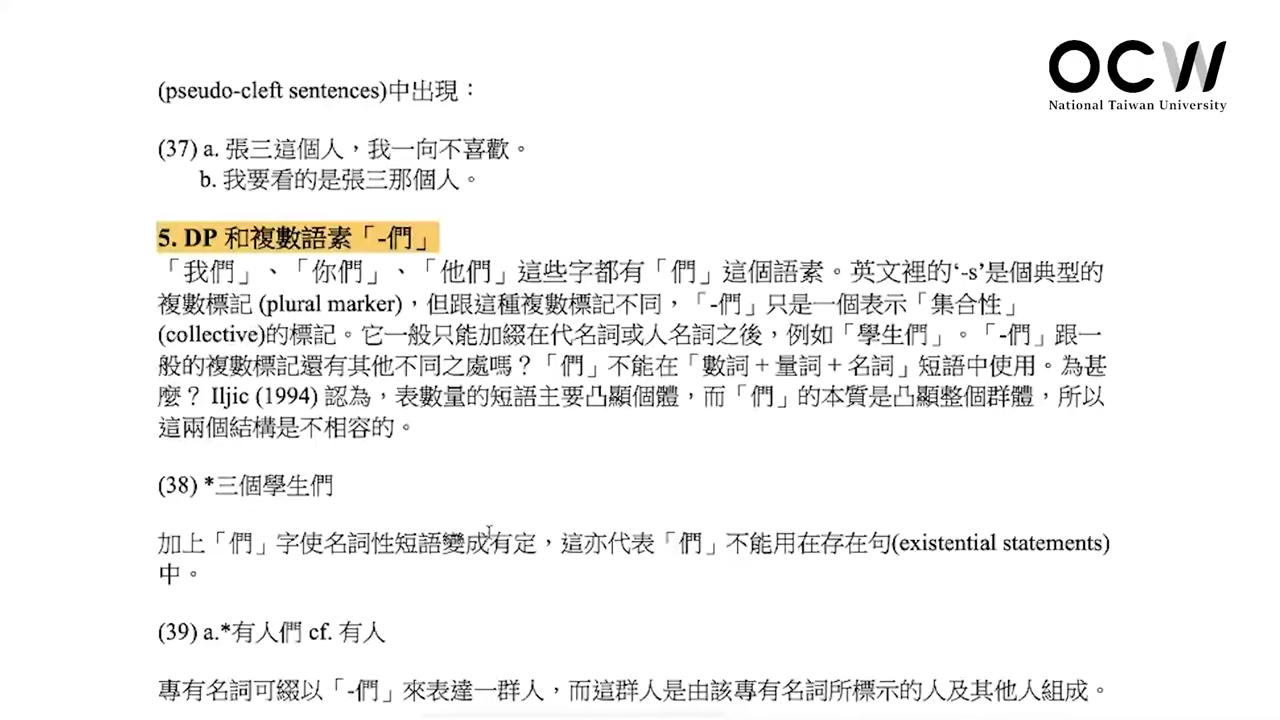 OCW
National Taiwan University
(pseudo-cleft sentences)中出現：
(37) a. 張三這個人，我一向不喜歡。
b. 我要看的是張三那個人。
5. DP 和複數語素「-們」
「我們」、「你們」、「他們」這些字都有「們」這個語素。英文裡的‘-s’是個典型的
複數標記 (plural marker)，但跟這種複數標記不同，「-們」只是一個表示「集合性」
(collective)的標記。它一般只能加綴在代名詞或人名詞之後，例如「學生們」。「-們」跟一
般的複數標記還有其他不同之處嗎？「們」不能在「數詞 + 量詞 + 名詞」短語中使用。為甚
麼？ Iljic (1994) 認為，表數量的短語主要凸顯個體，而「們」的本質是凸顯整個群體，所以
這兩個結構是不相容的。
(38) *三個學生們
加上「們」字使名詞性短語變成有定，這亦代表「們」不能用在存在句(existential statements)
中。
(39) a.*有人們 cf. 有人
專有名詞可綴以「-們」來表達一群人，而這群人是由該專有名詞所標示的人及其他人組成。